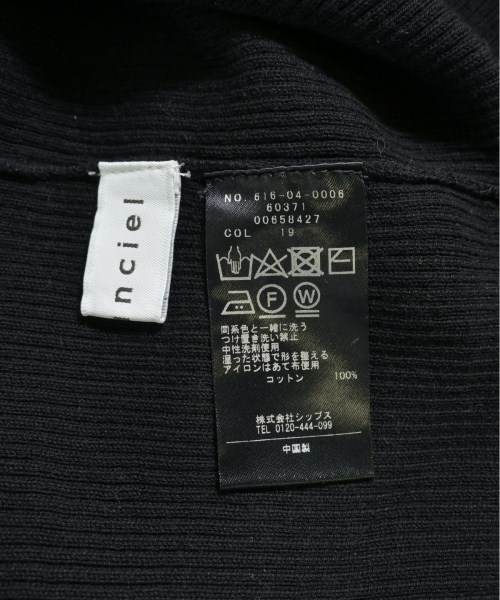 nciel
NO. 616-04-0006
60371
00658427
COL 19
F W
同系色と一緒に洗う
つけ置き洗い禁止
中性洗剤使用
湿った状態で形を整える
アイロンはあて布使用
コットン 100%
株式会社シップス
TEL 0120-444-099
中国製